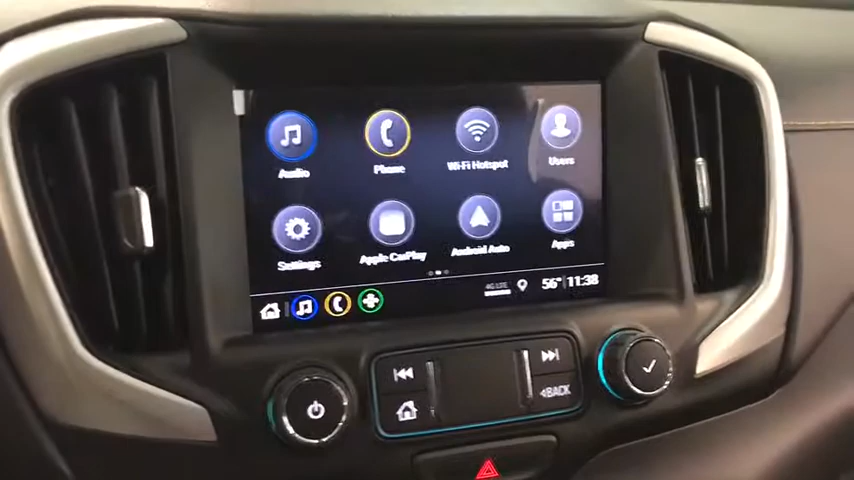 Audio Phone Wi-Fi Hotspot Users
Settings Apple CarPlay Android Auto Apps
4G LTE 56° 11:38
BACK